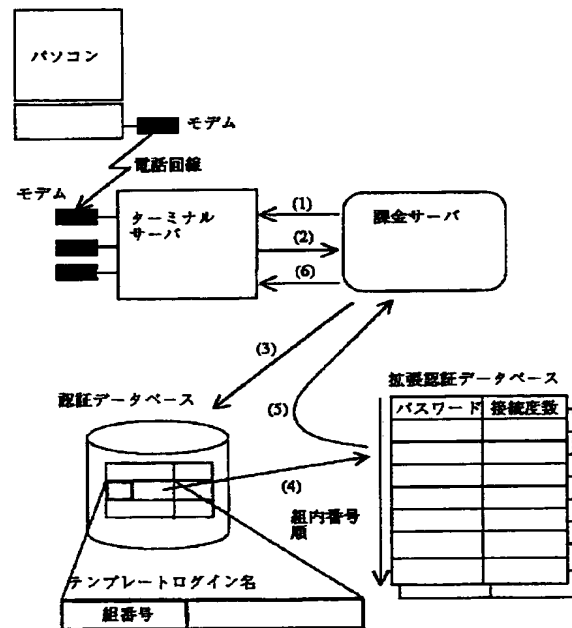 パソコン
モデム
電話回線
モデム
ターミナル
サーバ
(1)
(2)
(6)
課金サーバ
(3)
(5)
認証データベース
拡張認証データベース
パスワード 接続度数
(4)
組内番号
順
テンプレートログイン名
組番号